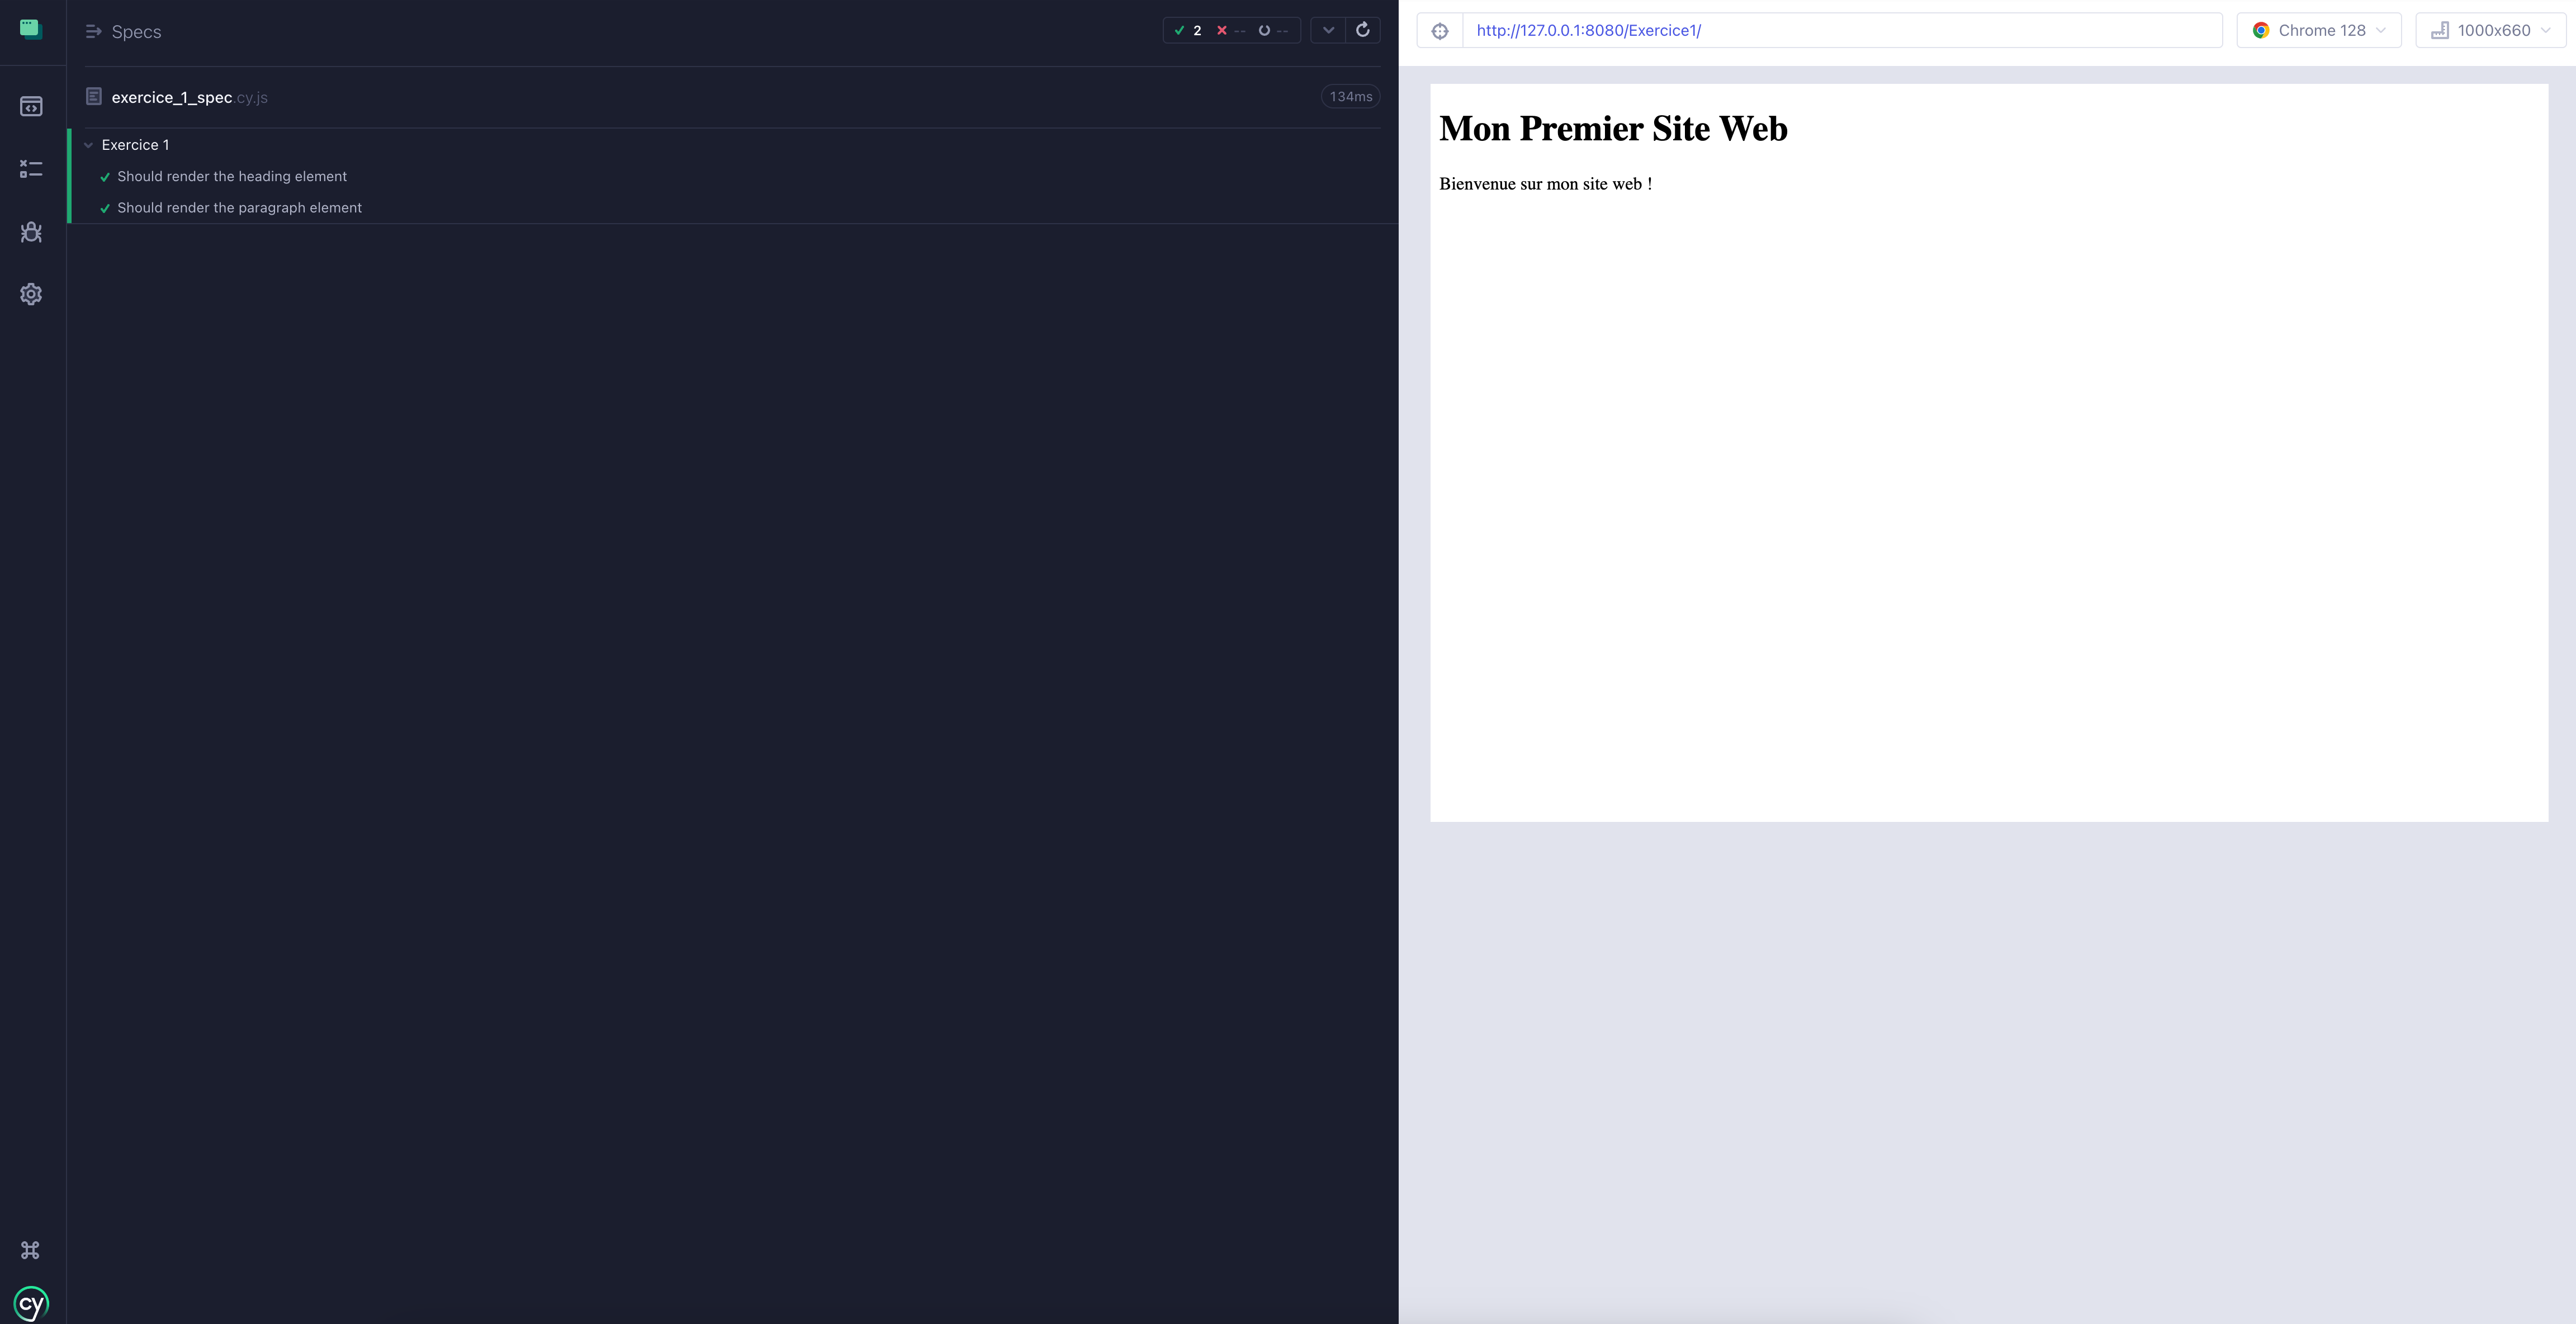 Specs
2 -- --
exercice_1_spec.cy.js
134ms
Exercice 1
Should render the heading element
Should render the paragraph element
cy
http://127.0.0.1:8080/Exercice1/
Chrome 128
1000x660
Mon Premier Site Web
Bienvenue sur mon site web !